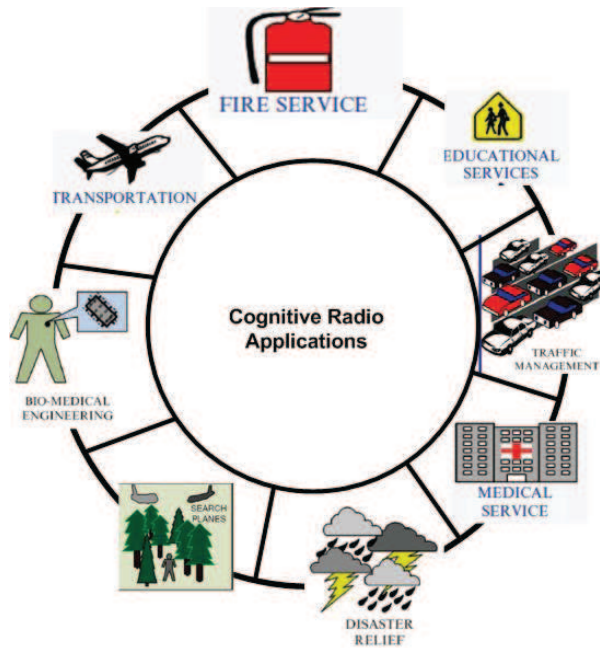 FIRE SERVICE
EDUCATIONAL
SERVICES
TRANSPORTATION
TRAFFIC
MANAGEMENT
Cognitive Radio
Applications
BIO-MEDICAL
ENGINEERING
MEDICAL
SERVICE
SEARCH
PLANES
DISASTER
RELIEF